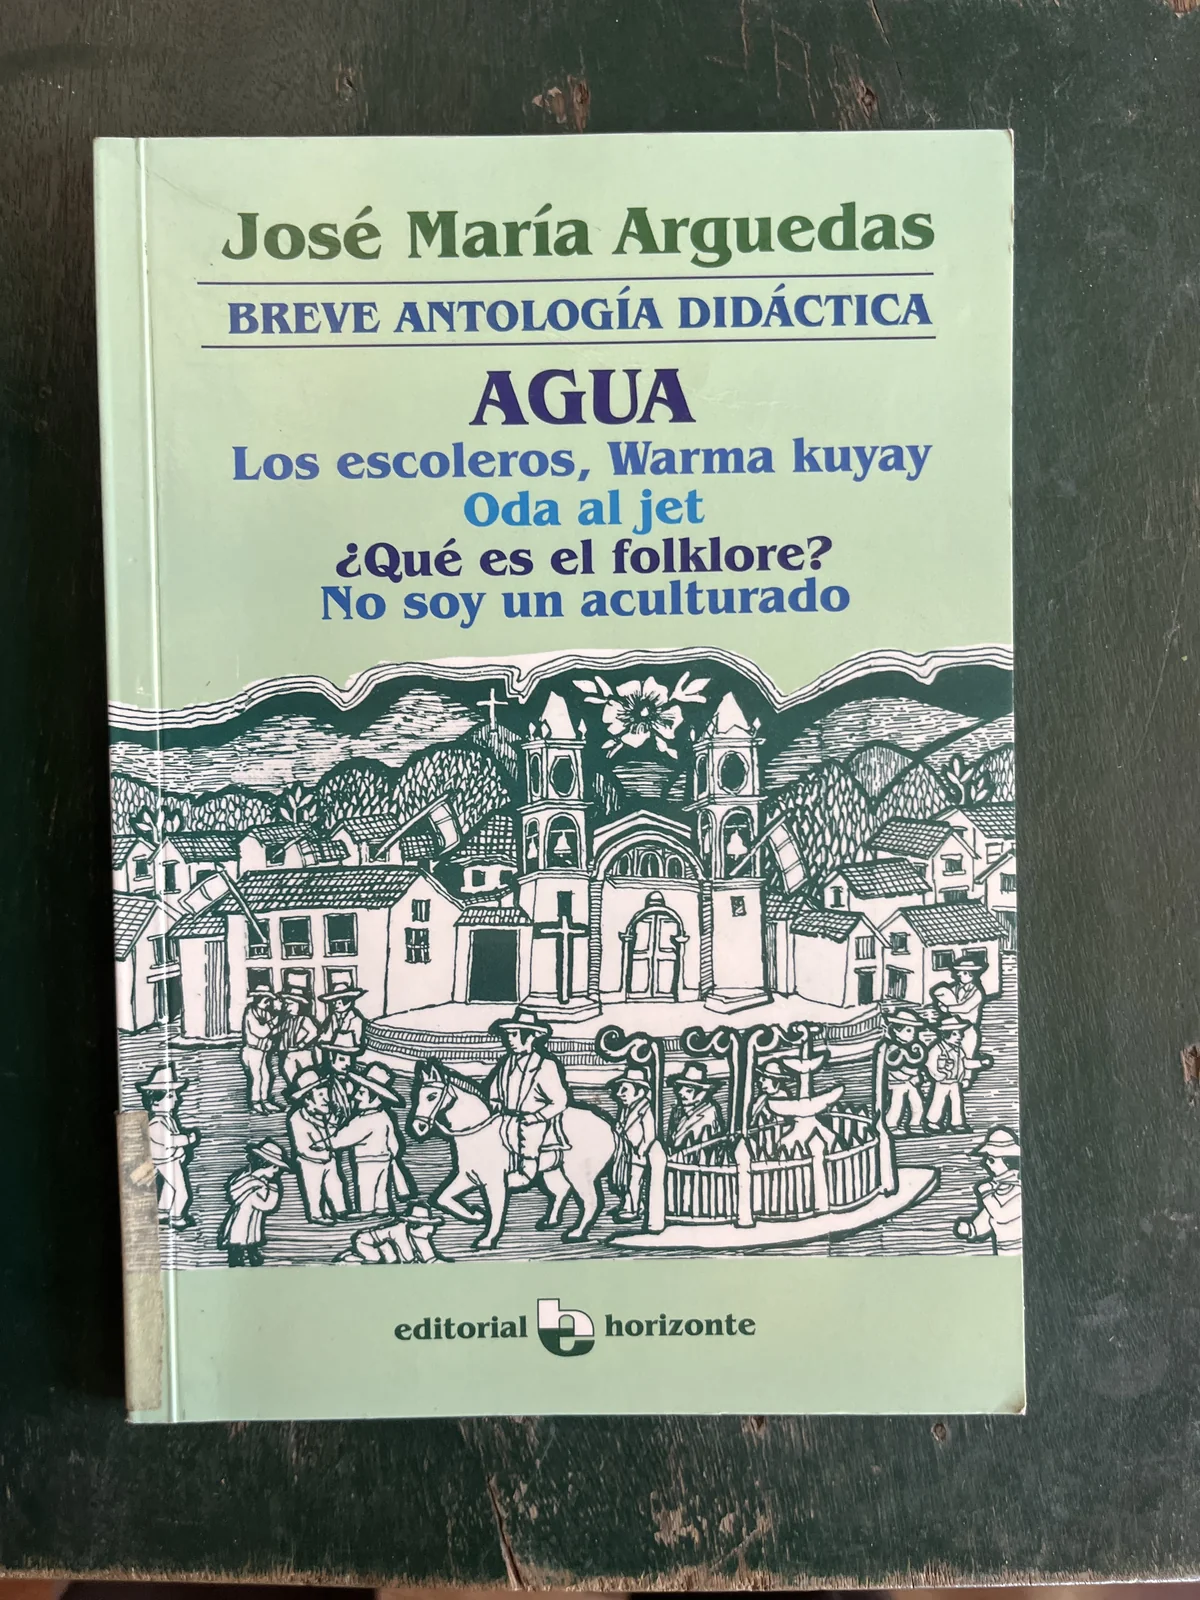 José María Arguedas
BREVE ANTOLOGÍA DIDÁCTICA
AGUA
Los escoleros, Warma kuyay
Oda al jet
¿Qué es el folklore?
No soy un aculturado
editorial horizonte